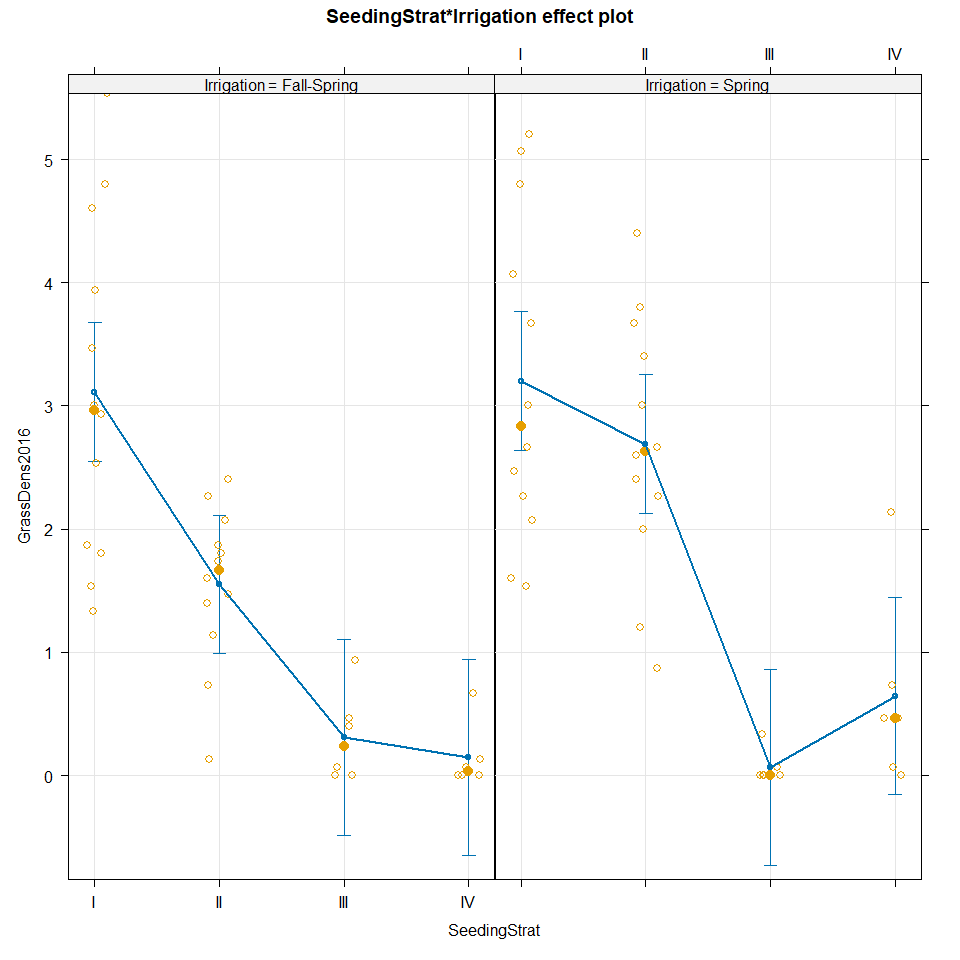 SeedingStrat*Irrigation effect plot
I II III IV
Irrigation = Fall-Spring
Irrigation = Spring
5
4
3
2
1
0
GrassDens2016
I II III IV
SeedingStrat